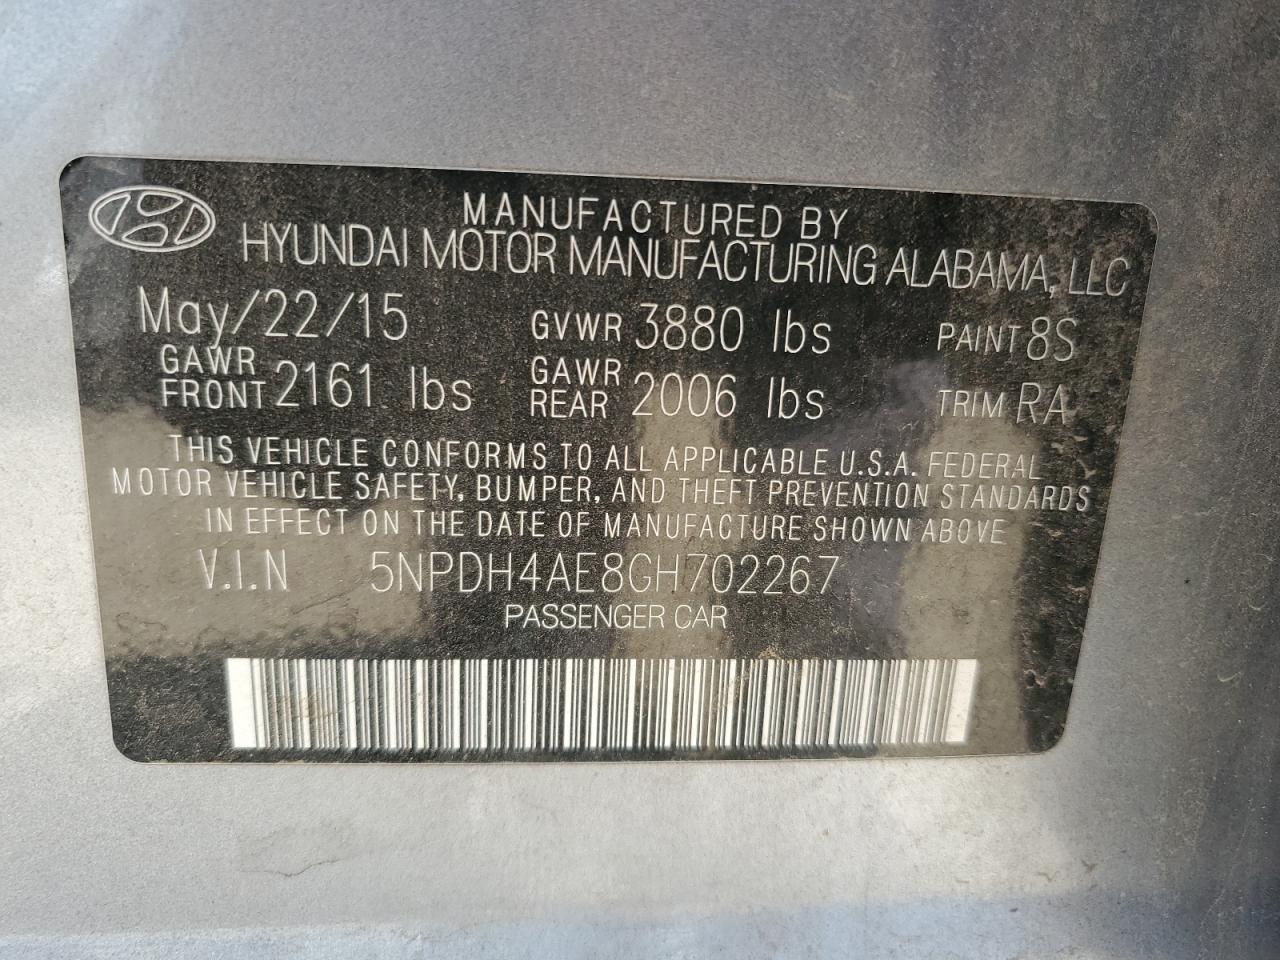 MANUFACTURED BY
HYUNDAI MOTOR MANUFACTURING ALABAMA, LLC
May/22/15 GVWR 3880 lbs PAINT 8S
GAWR FRONT 2161 lbs GAWR REAR 2006 lbs TRIM RA
THIS VEHICLE CONFORMS TO ALL APPLICABLE U.S.A. FEDERAL
MOTOR VEHICLE SAFETY, BUMPER, AND THEFT PREVENTION STANDARDS
IN EFFECT ON THE DATE OF MANUFACTURE SHOWN ABOVE
V.I.N 5NPDH4AE8GH702267
PASSENGER CAR